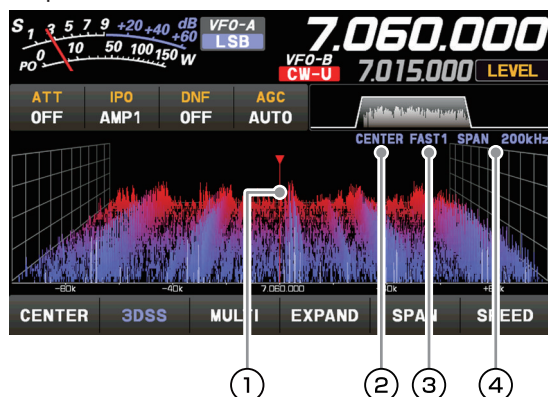 S 1 3 5 7 9 +20 +40 +60 dB
PO 0 10 50 100 150 W
VFO-A
LSB
7.060.000
VFO-B
CW-U
7.015.000
LEVEL
ATT IPO DNF AGC
OFF AMP1 OFF AUTO
CENTER FAST1 SPAN 200kHz
-80k -40k 7.060.000
CENTER 3DSS MULTI EXPAND SPAN SPEED
1 2 3 4